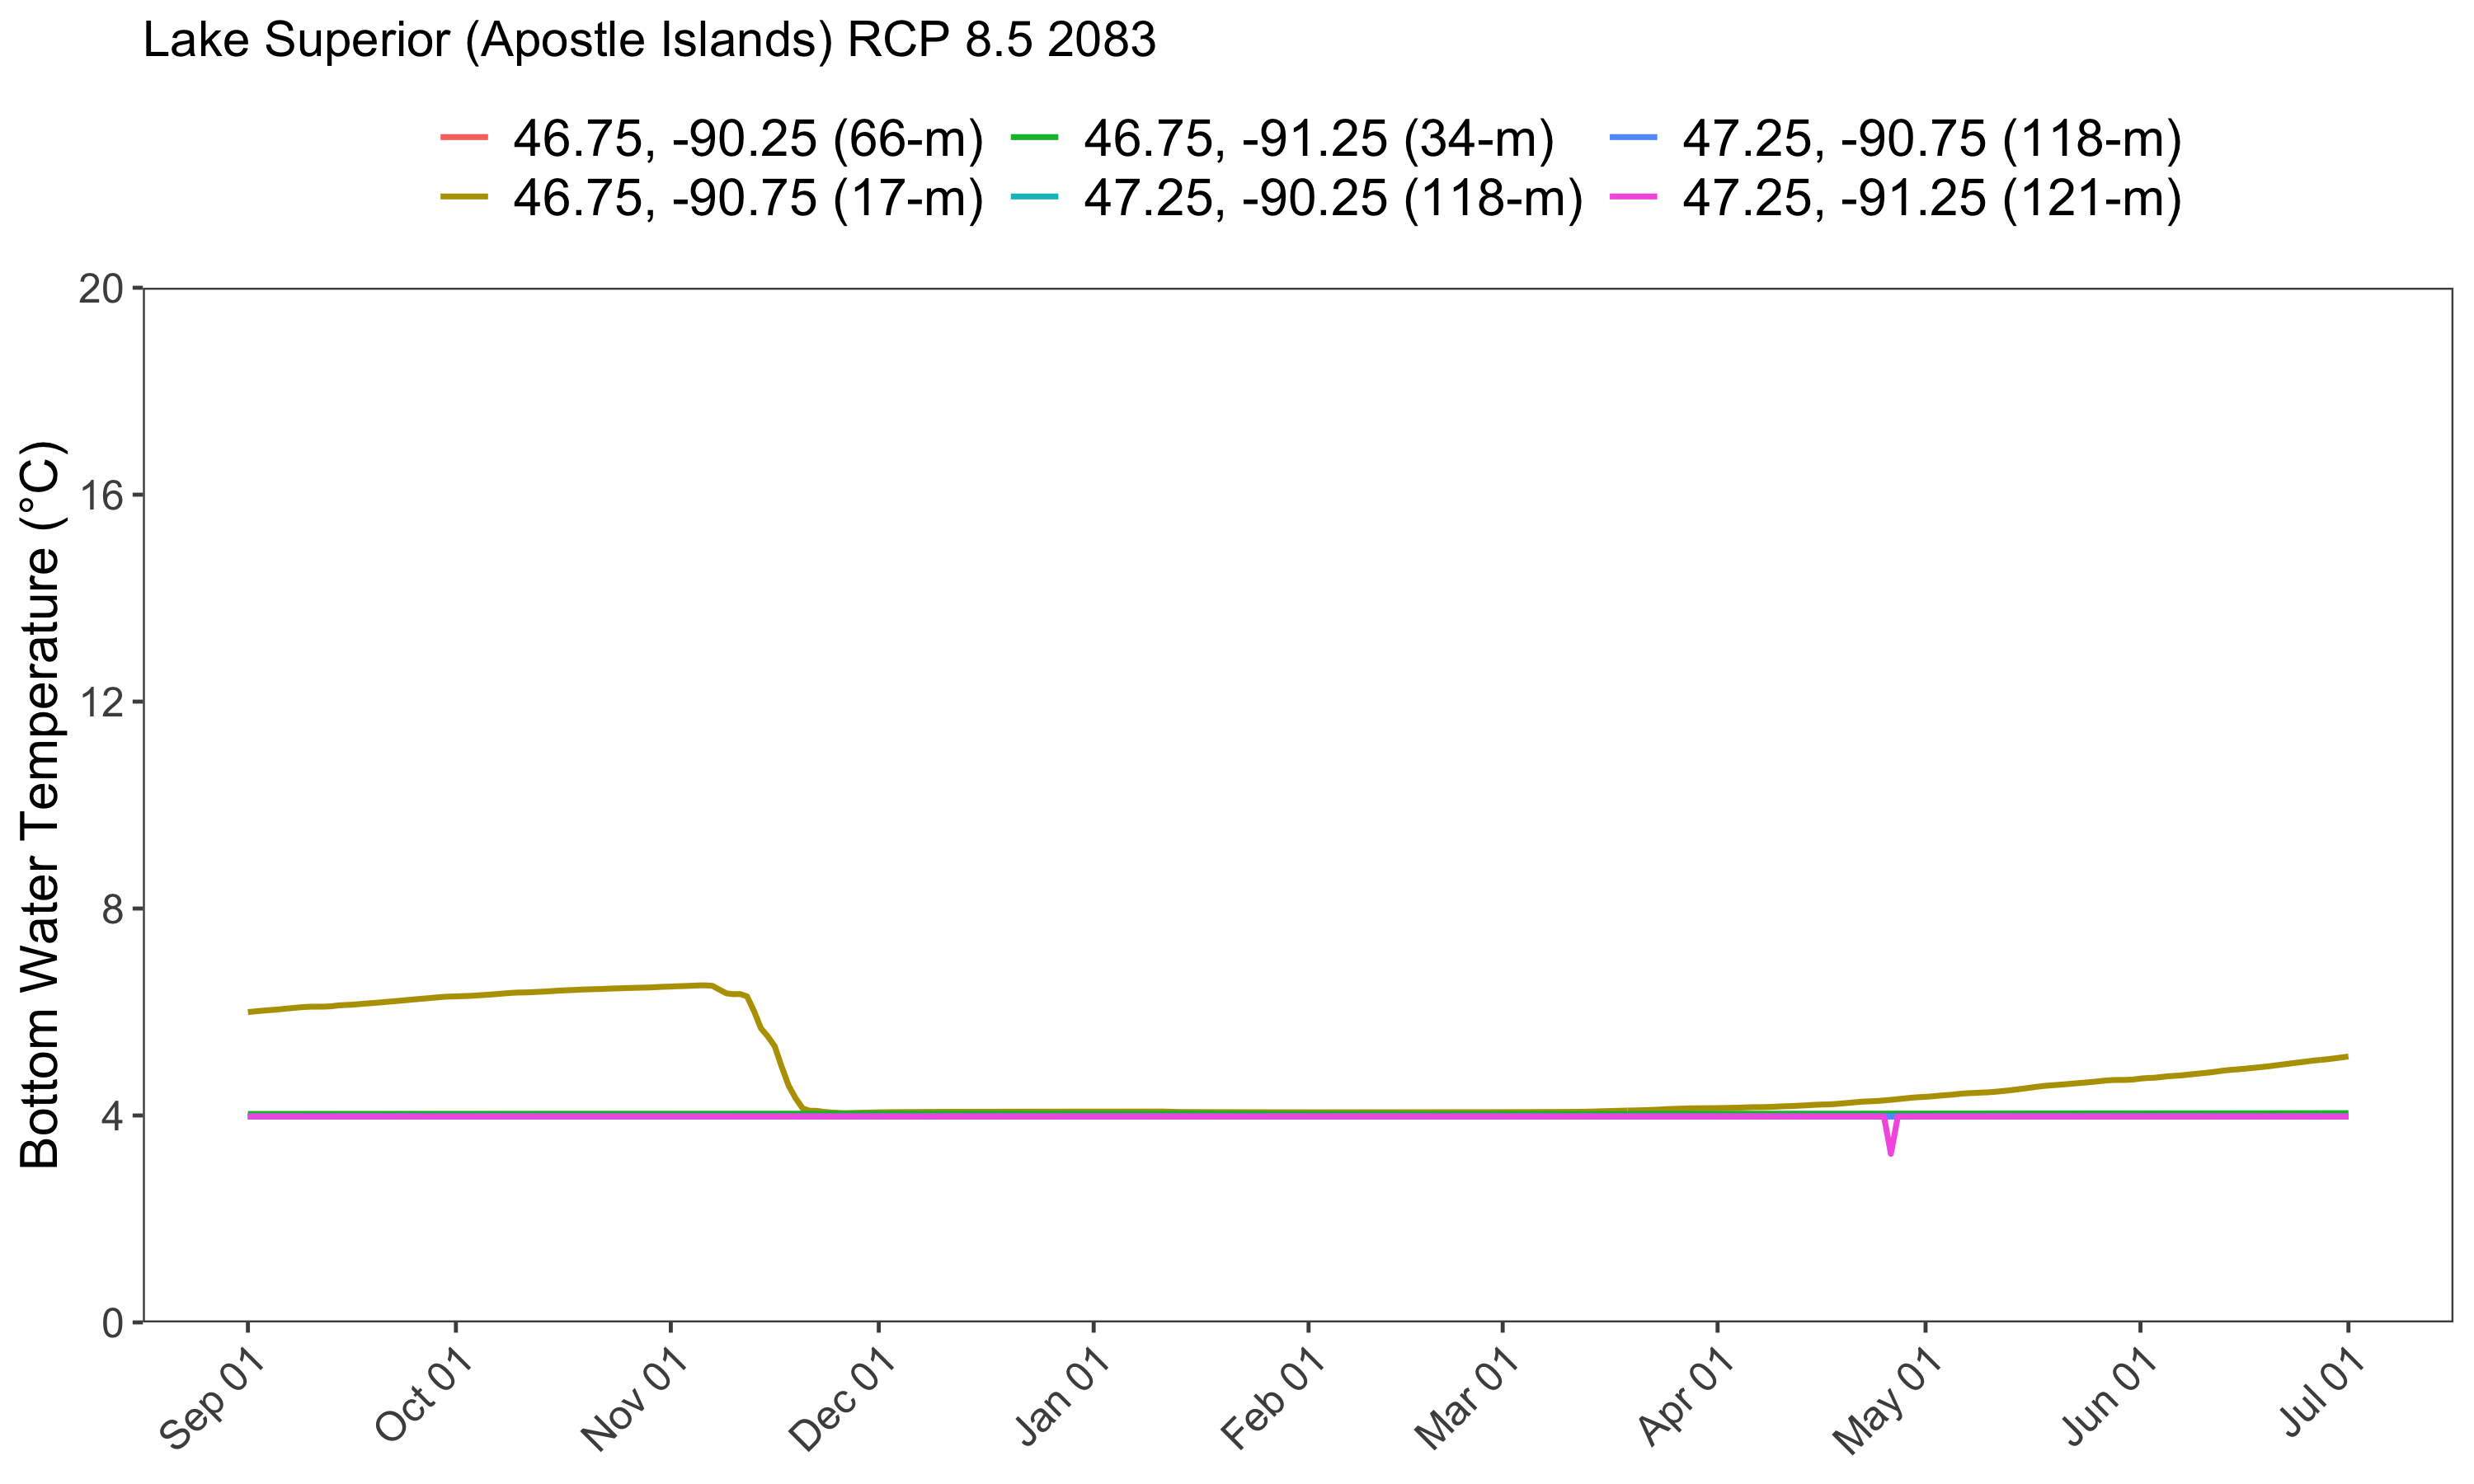 Lake Superior (Apostle Islands) RCP 8.5 2083
46.75, -90.25 (66-m) 46.75, -91.25 (34-m) 47.25, -90.75 (118-m)
46.75, -90.75 (17-m) 47.25, -90.25 (118-m) 47.25, -91.25 (121-m)
Bottom Water Temperature (°C)
20
16
12
8
4
0
Sep 01 Oct 01 Nov 01 Dec 01 Jan 01 Feb 01 Mar 01 Apr 01 May 01 Jun 01 Jul 01